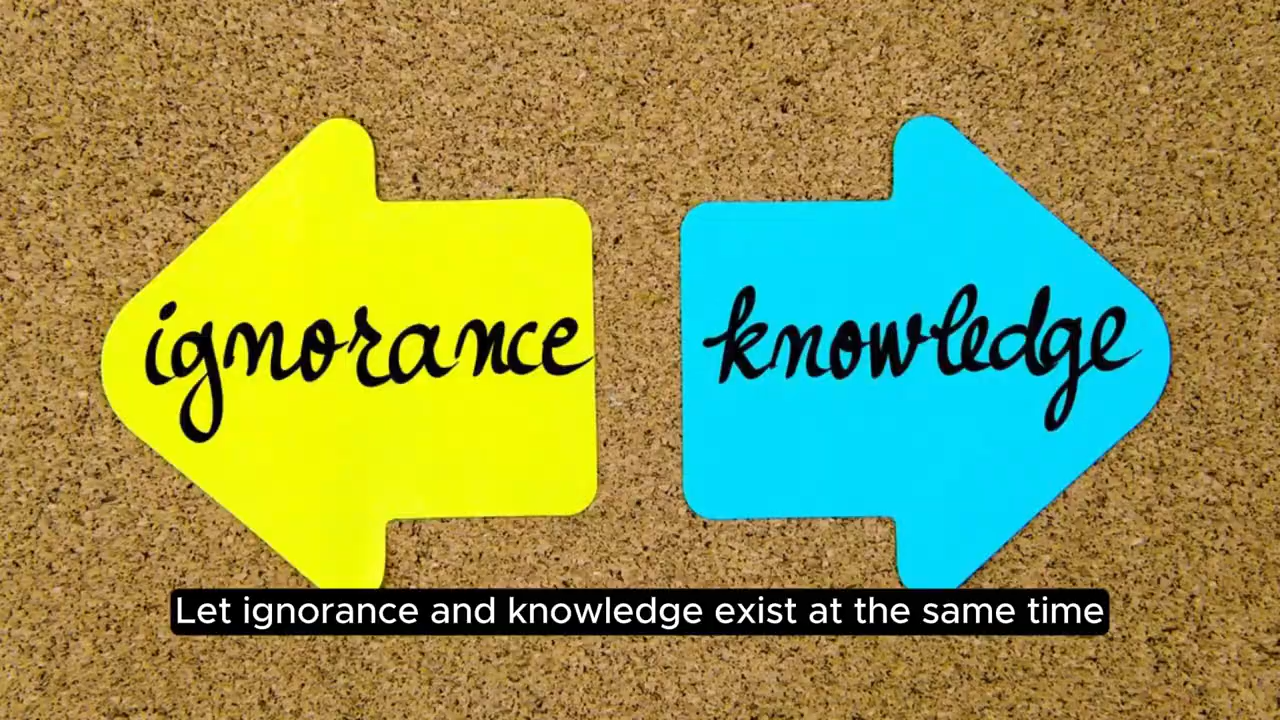 ignorance
knowledge
Let ignorance and knowledge exist at the same time